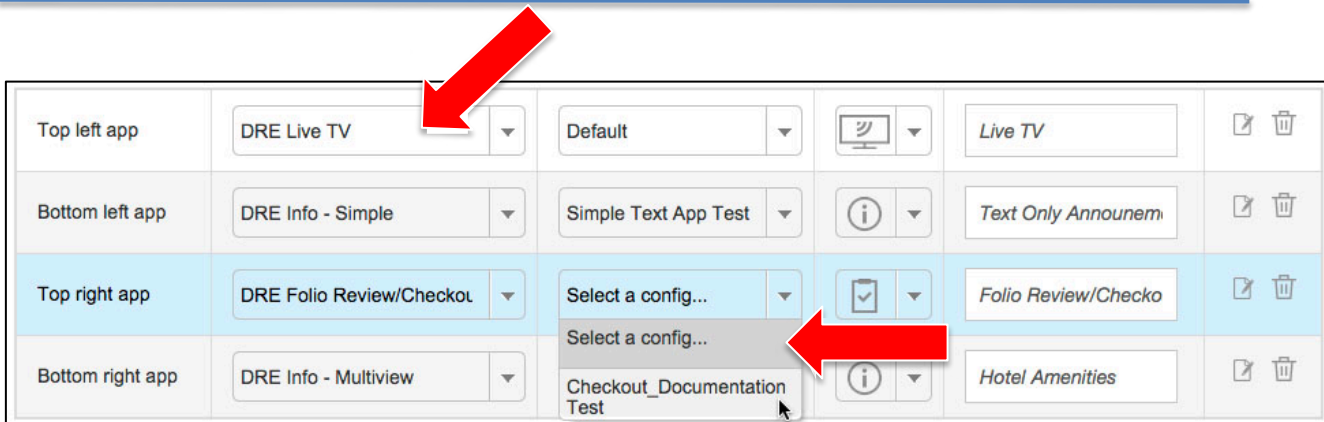 Top left app DRE Live TV Default Live TV
Bottom left app DRE Info - Simple Simple Text App Test Text Only Announem
Top right app DRE Folio Review/Checkou Select a config... Folio Review/Checko
Select a config...
Bottom right app DRE Info - Multiview Hotel Amenities
Checkout_Documentation
Test